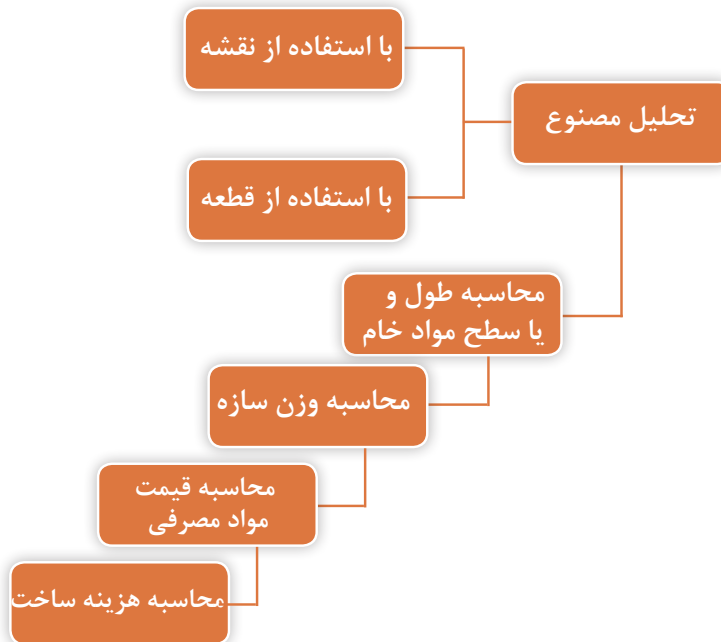 با استفاده از نقشه
تحلیل مصنوع
با استفاده از قطعه
محاسبه طول و
یا سطح مواد خام
محاسبه وزن سازه
محاسبه قیمت
مواد مصرفی
محاسبه هزینه ساخت